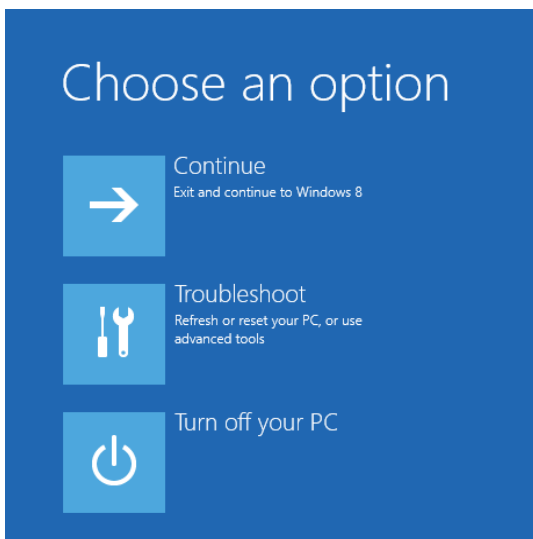 Choose an option
Continue
Exit and continue to Windows 8
Troubleshoot
Refresh or reset your PC, or use
advanced tools
Turn off your PC